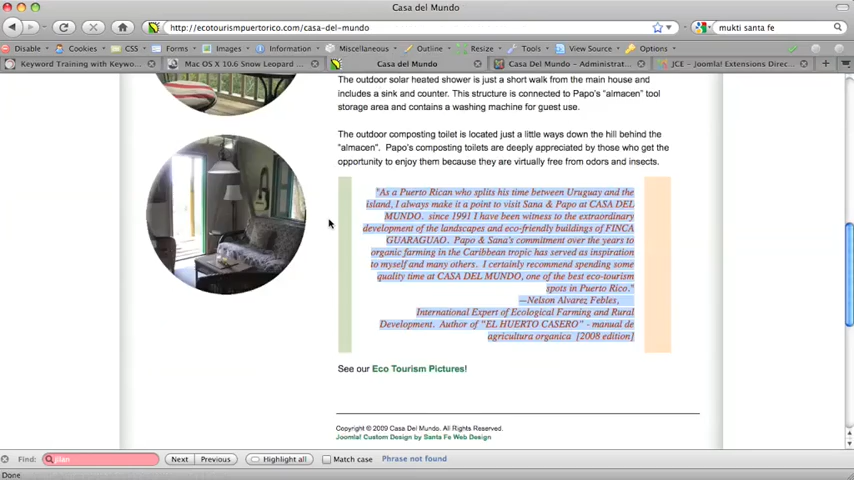 Casa del Mundo
http://ecotourismpuertorico.com/casa-del-mundo
mukti santa fe
Disable Cookies CSS Forms Images Information Miscellaneous Outline Resize Tools View Source Options
Keyword Training with Keywor... Mac OS X 10.6 Snow Leopard ... Casa del Mundo Casa Del Mundo - Administrat... JCE - Joomla! Extensions Direc...
The outdoor solar heated shower is just a short walk from the main house and
includes a sink and counter. This structure is connected to Papo's "almacen" tool
storage area and contains a washing machine for guest use.
The outdoor composting toilet is located just a little ways down the hill behind the
"almacen". Papo's composting toilets are deeply appreciated by those who get the
opportunity to enjoy them because they are virtually free from odors and insects.
"As a Puerto Rican who splits his time between Uruguay and the
island, I always make it a point to visit Sana & Papo at CASA DEL
MUNDO. since 1991 I have been witness to the extraordinary
development of the landscapes and eco-friendly buildings of FINCA
GUARAGUAO. Papo & Sana's commitment over the years to
organic farming in the Caribbean tropic has served as inspiration
to myself and many others. I certainly recommend spending some
quality time at CASA DEL MUNDO, one of the best eco-tourism
spots in Puerto Rico."
—Nelson Alvarez Febles,
International Expert of Ecological Farming and Rural
Development. Author of "EL HUERTO CASERO" - manual de
agricultura organica [2008 edition]
See our Eco Tourism Pictures!
Copyright © 2009 Casa Del Mundo. All Rights Reserved.
Joomla! Custom Design by Santa Fe Web Design
Find: jilan Next Previous Highlight all Match case Phrase not found
Done